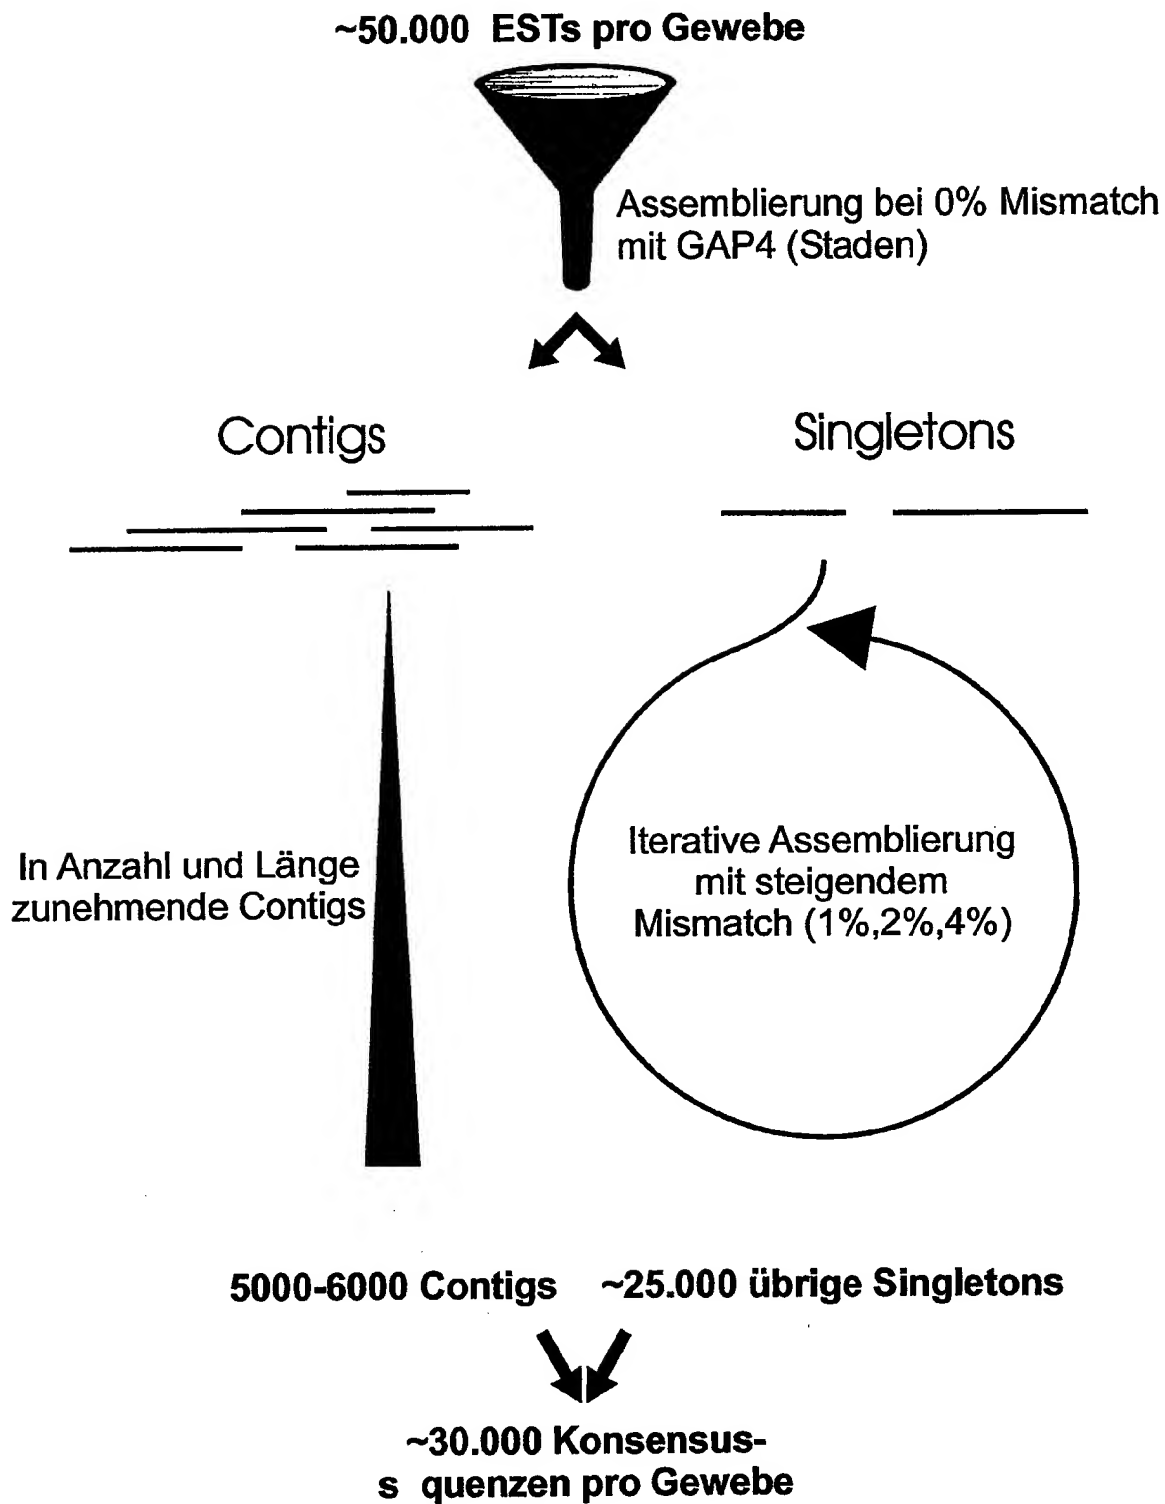 ~50.000 ESTs pro Gewebe
Assemblierung bei 0% Mismatch
mit GAP4 (Staden)
Contigs
Singletons
In Anzahl und Länge
zunehmende Contigs
Iterative Assemblierung
mit steigendem
Mismatch (1%,2%,4%)
5000-6000 Contigs
~25.000 übrige Singletons
~30.000 Konsensus-
s quenzen pro Gewebe